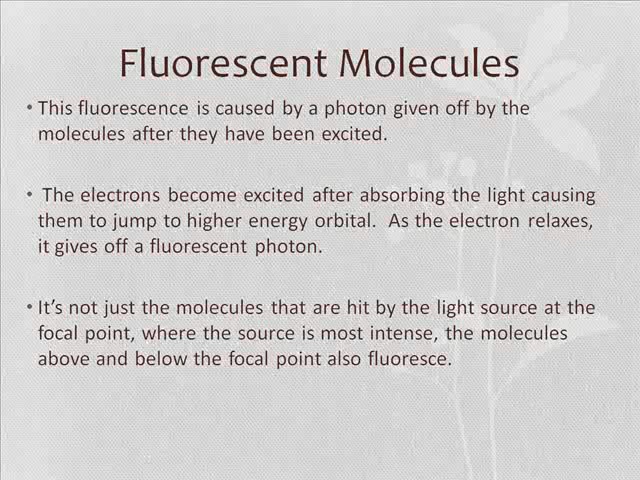 Fluorescent Molecules
• This fluorescence is caused by a photon given off by the
molecules after they have been excited.
• The electrons become excited after absorbing the light causing
them to jump to higher energy orbital. As the electron relaxes,
it gives off a fluorescent photon.
• It's not just the molecules that are hit by the light source at the
focal point, where the source is most intense, the molecules
above and below the focal point also fluoresce.